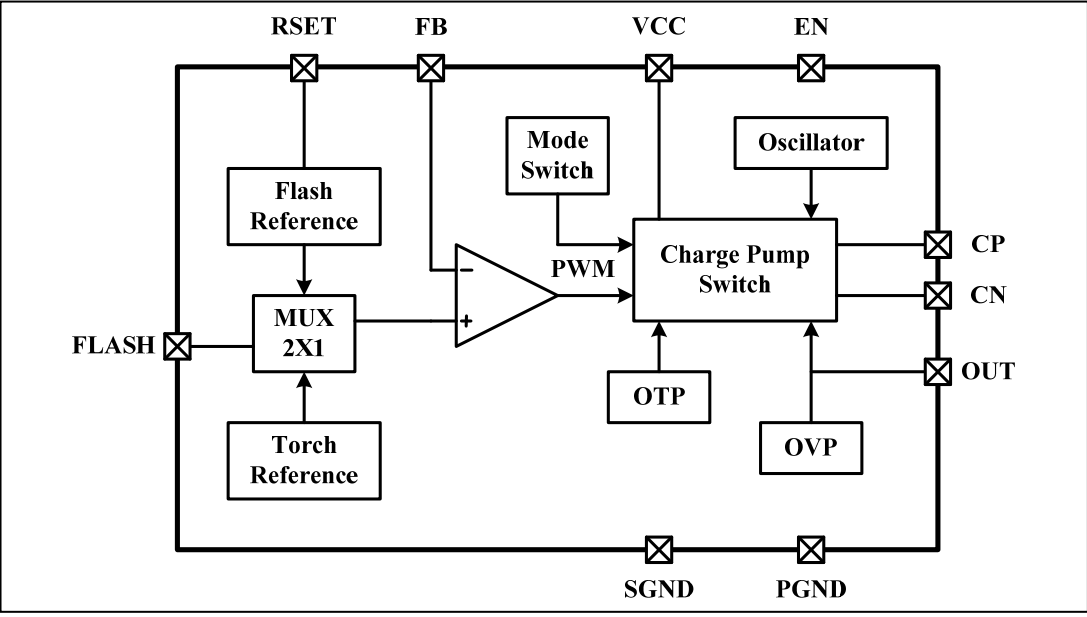 RSET
FB
VCC
EN
Mode
Switch
Oscillator
Flash
Reference
Charge Pump
Switch
CP
PWM
CN
MUX
2X1
FLASH
OUT
OTP
Torch
Reference
OVP
SGND
PGND